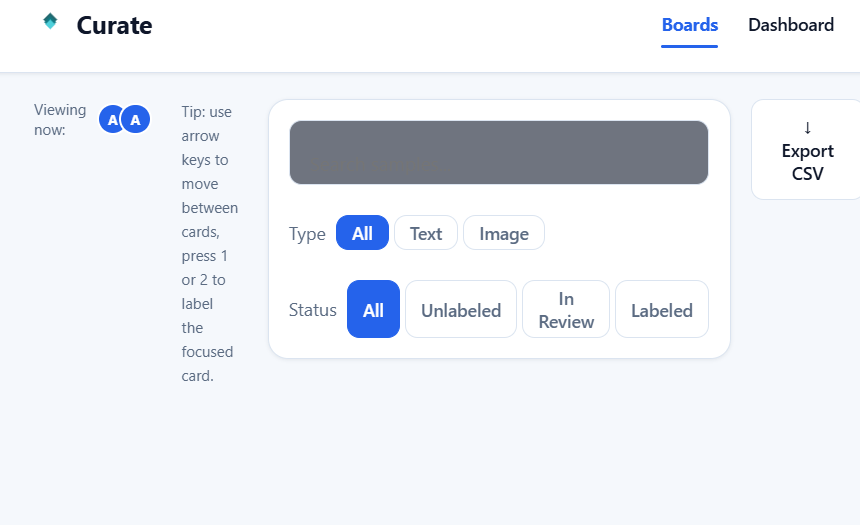 Curate
Boards
Dashboard
Viewing
now:
A
A
Tip: use
arrow
keys to
move
between
cards,
press 1
or 2 to
label
the
focused
card.
Type
All
Text
Image
Status
All
Unlabeled
In
Review
Labeled
↓
Export
CSV